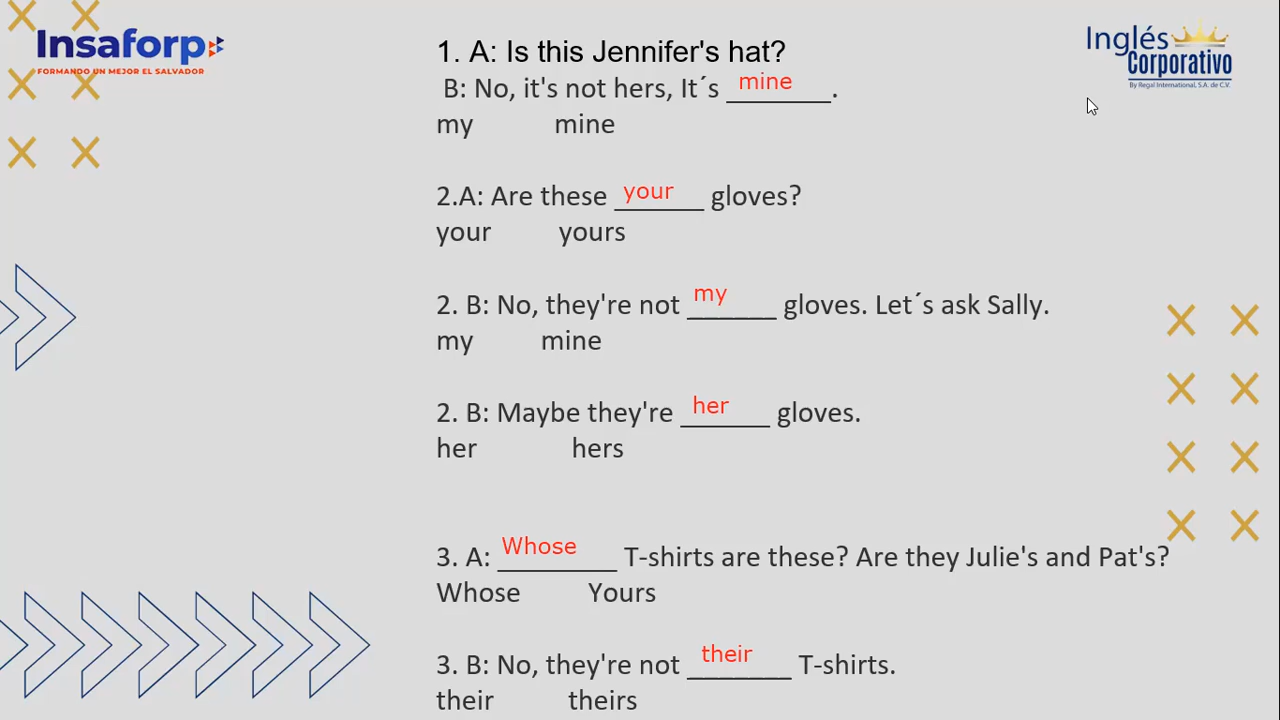 Insaforp
FORMANDO UN MEJOR EL SALVADOR
Inglés
Corporativo
By Regal International, S.A. de C.V.
1. A: Is this Jennifer's hat?
B: No, it's not hers, It´s mine.
my mine
2.A: Are these your gloves?
your yours
2. B: No, they're not my gloves. Let´s ask Sally.
my mine
2. B: Maybe they're her gloves.
her hers
3. A: Whose T-shirts are these? Are they Julie's and Pat's?
Whose Yours
3. B: No, they're not their T-shirts.
their theirs